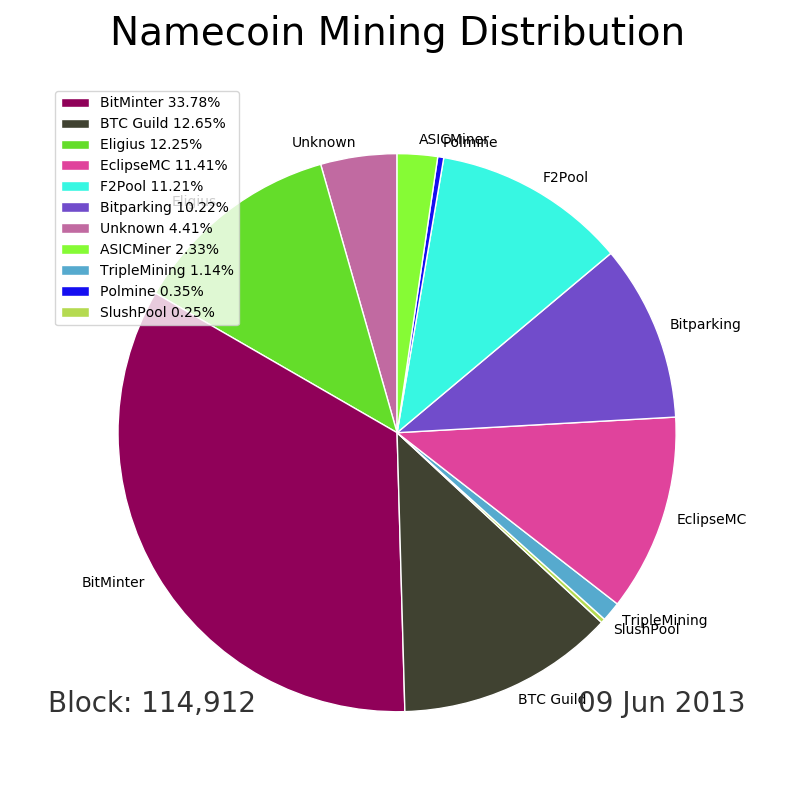 Namecoin Mining Distribution
BitMinter 33.78%
BTC Guild 12.65%
Eligius 12.25%
EclipseMC 11.41%
F2Pool 11.21%
Bitparking 10.22%
Unknown 4.41%
ASICMiner 2.33%
TripleMining 1.14%
Polmine 0.35%
SlushPool 0.25%
Unknown
ASICMiner
Polmine
F2Pool
Eligius
Bitparking
EclipseMC
BitMinter
TripleMining
SlushPool
BTC Guild
Block: 114,912
09 Jun 2013